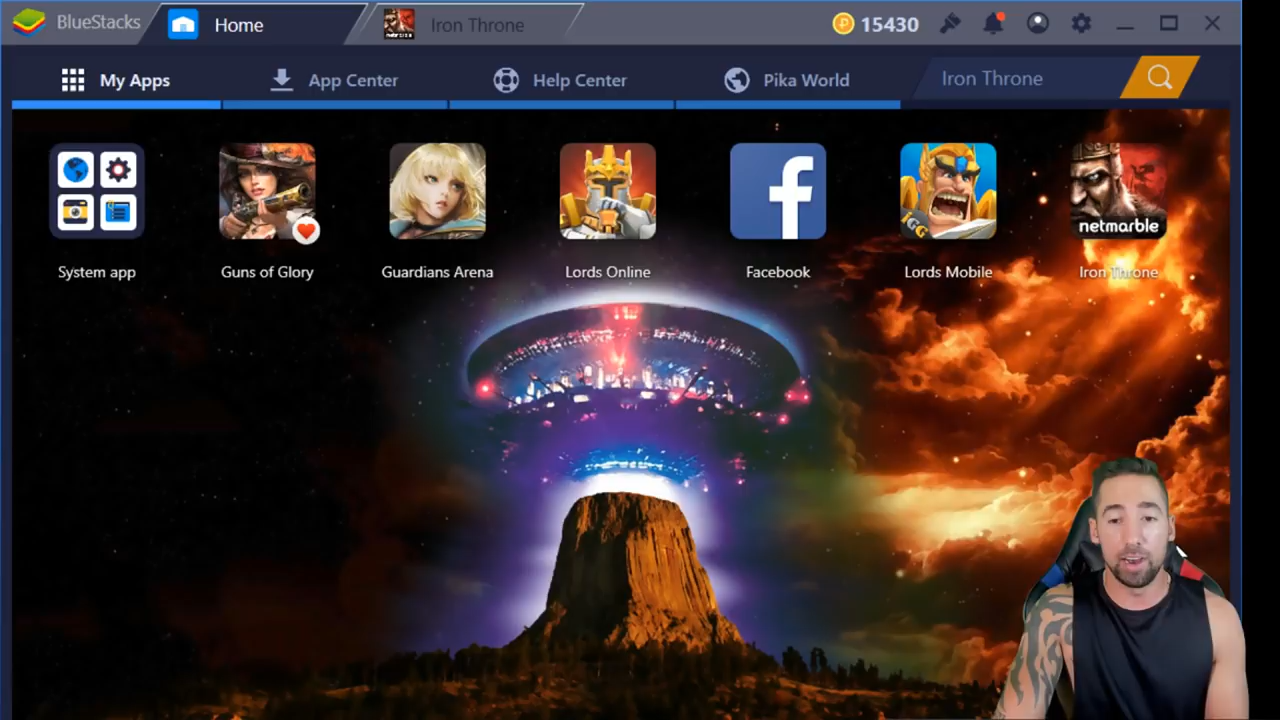 BlueStacks
Home
Iron Throne
15430
My Apps
App Center
Help Center
Pika World
Iron Throne
netmarble
System app
Guns of Glory
Guardians Arena
Lords Online
Facebook
Lords Mobile
Iron Throne